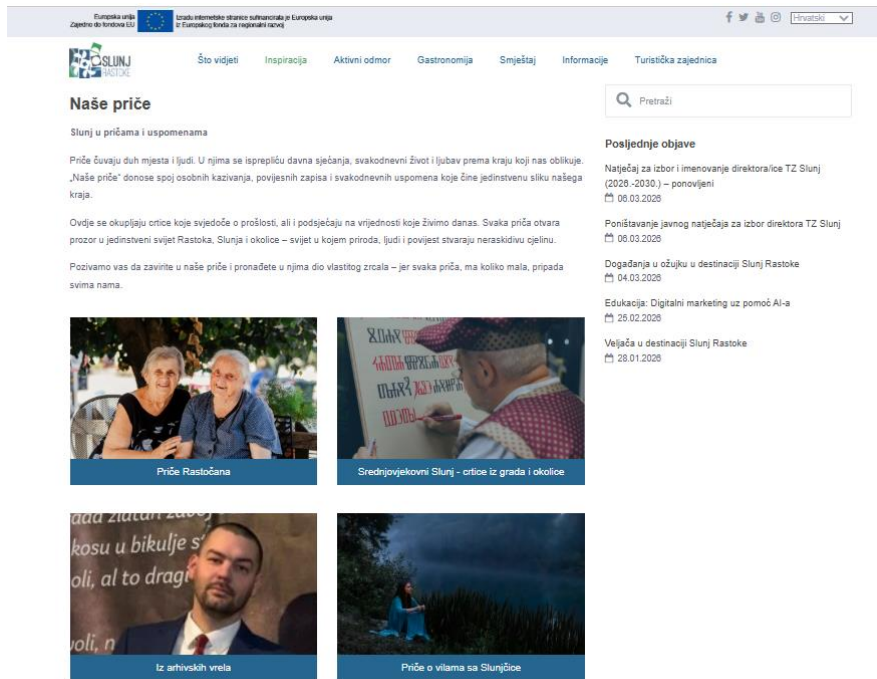 Europska unija
Zajedno do fondova EU
Izradu internetske stranice sufinancirala je Europska unija
iz Europskog fonda za regionalni razvoj
Hrvatski
SLUNJ
RASTOKE
Što vidjeti
Inspiracija
Aktivni odmor
Gastronomija
Smještaj
Informacije
Turistička zajednica
Naše priče
Slunj u pričama i uspomenama
Priče čuvaju duh mjesta i ljudi. U njima se isprepliću davna sjećanja, svakodnevni život i ljubav prema kraju koji nas oblikuje.
„Naše priče“ donose spoj osobnih kazivanja, povijesnih zapisa i svakodnevnih uspomena koje čine jedinstvenu sliku našega
kraja.
Ovdje se okupljaju crtice koje svjedoče o prošlosti, ali i podsjećaju na vrijednosti koje živimo danas. Svaka priča otvara
prozor u jedinstveni svijet Rastoka, Slunja i okolice – svijet u kojem priroda, ljudi i povijest stvaraju neraskidivu cjelinu.
Pozivamo vas da zavirite u naše priče i pronađete u njima dio vlastitog zrcala – jer svaka priča, ma koliko mala, pripada
svima nama.
Priče Rastočana
Srednjovjekovni Slunj - crtice iz grada i okolice
kosu u bikulje
oli, al to dragi
uoli, n
Iz arhivskih vrela
Priče o vilama sa Slunjčice
Pretraži
Posljednje objave
Natječaj za izbor i imenovanje direktora/ice TZ Slunj
(2026.-2030.) – ponovljeni
06.03.2026
Poništavanje javnog natječaja za izbor direktora TZ Slunj
06.03.2026
Događanja u ožujku u destinaciji Slunj Rastoke
04.03.2026
Edukacija: Digitalni marketing uz pomoć AI-a
25.02.2026
Veljača u destinaciji Slunj Rastoke
28.01.2026